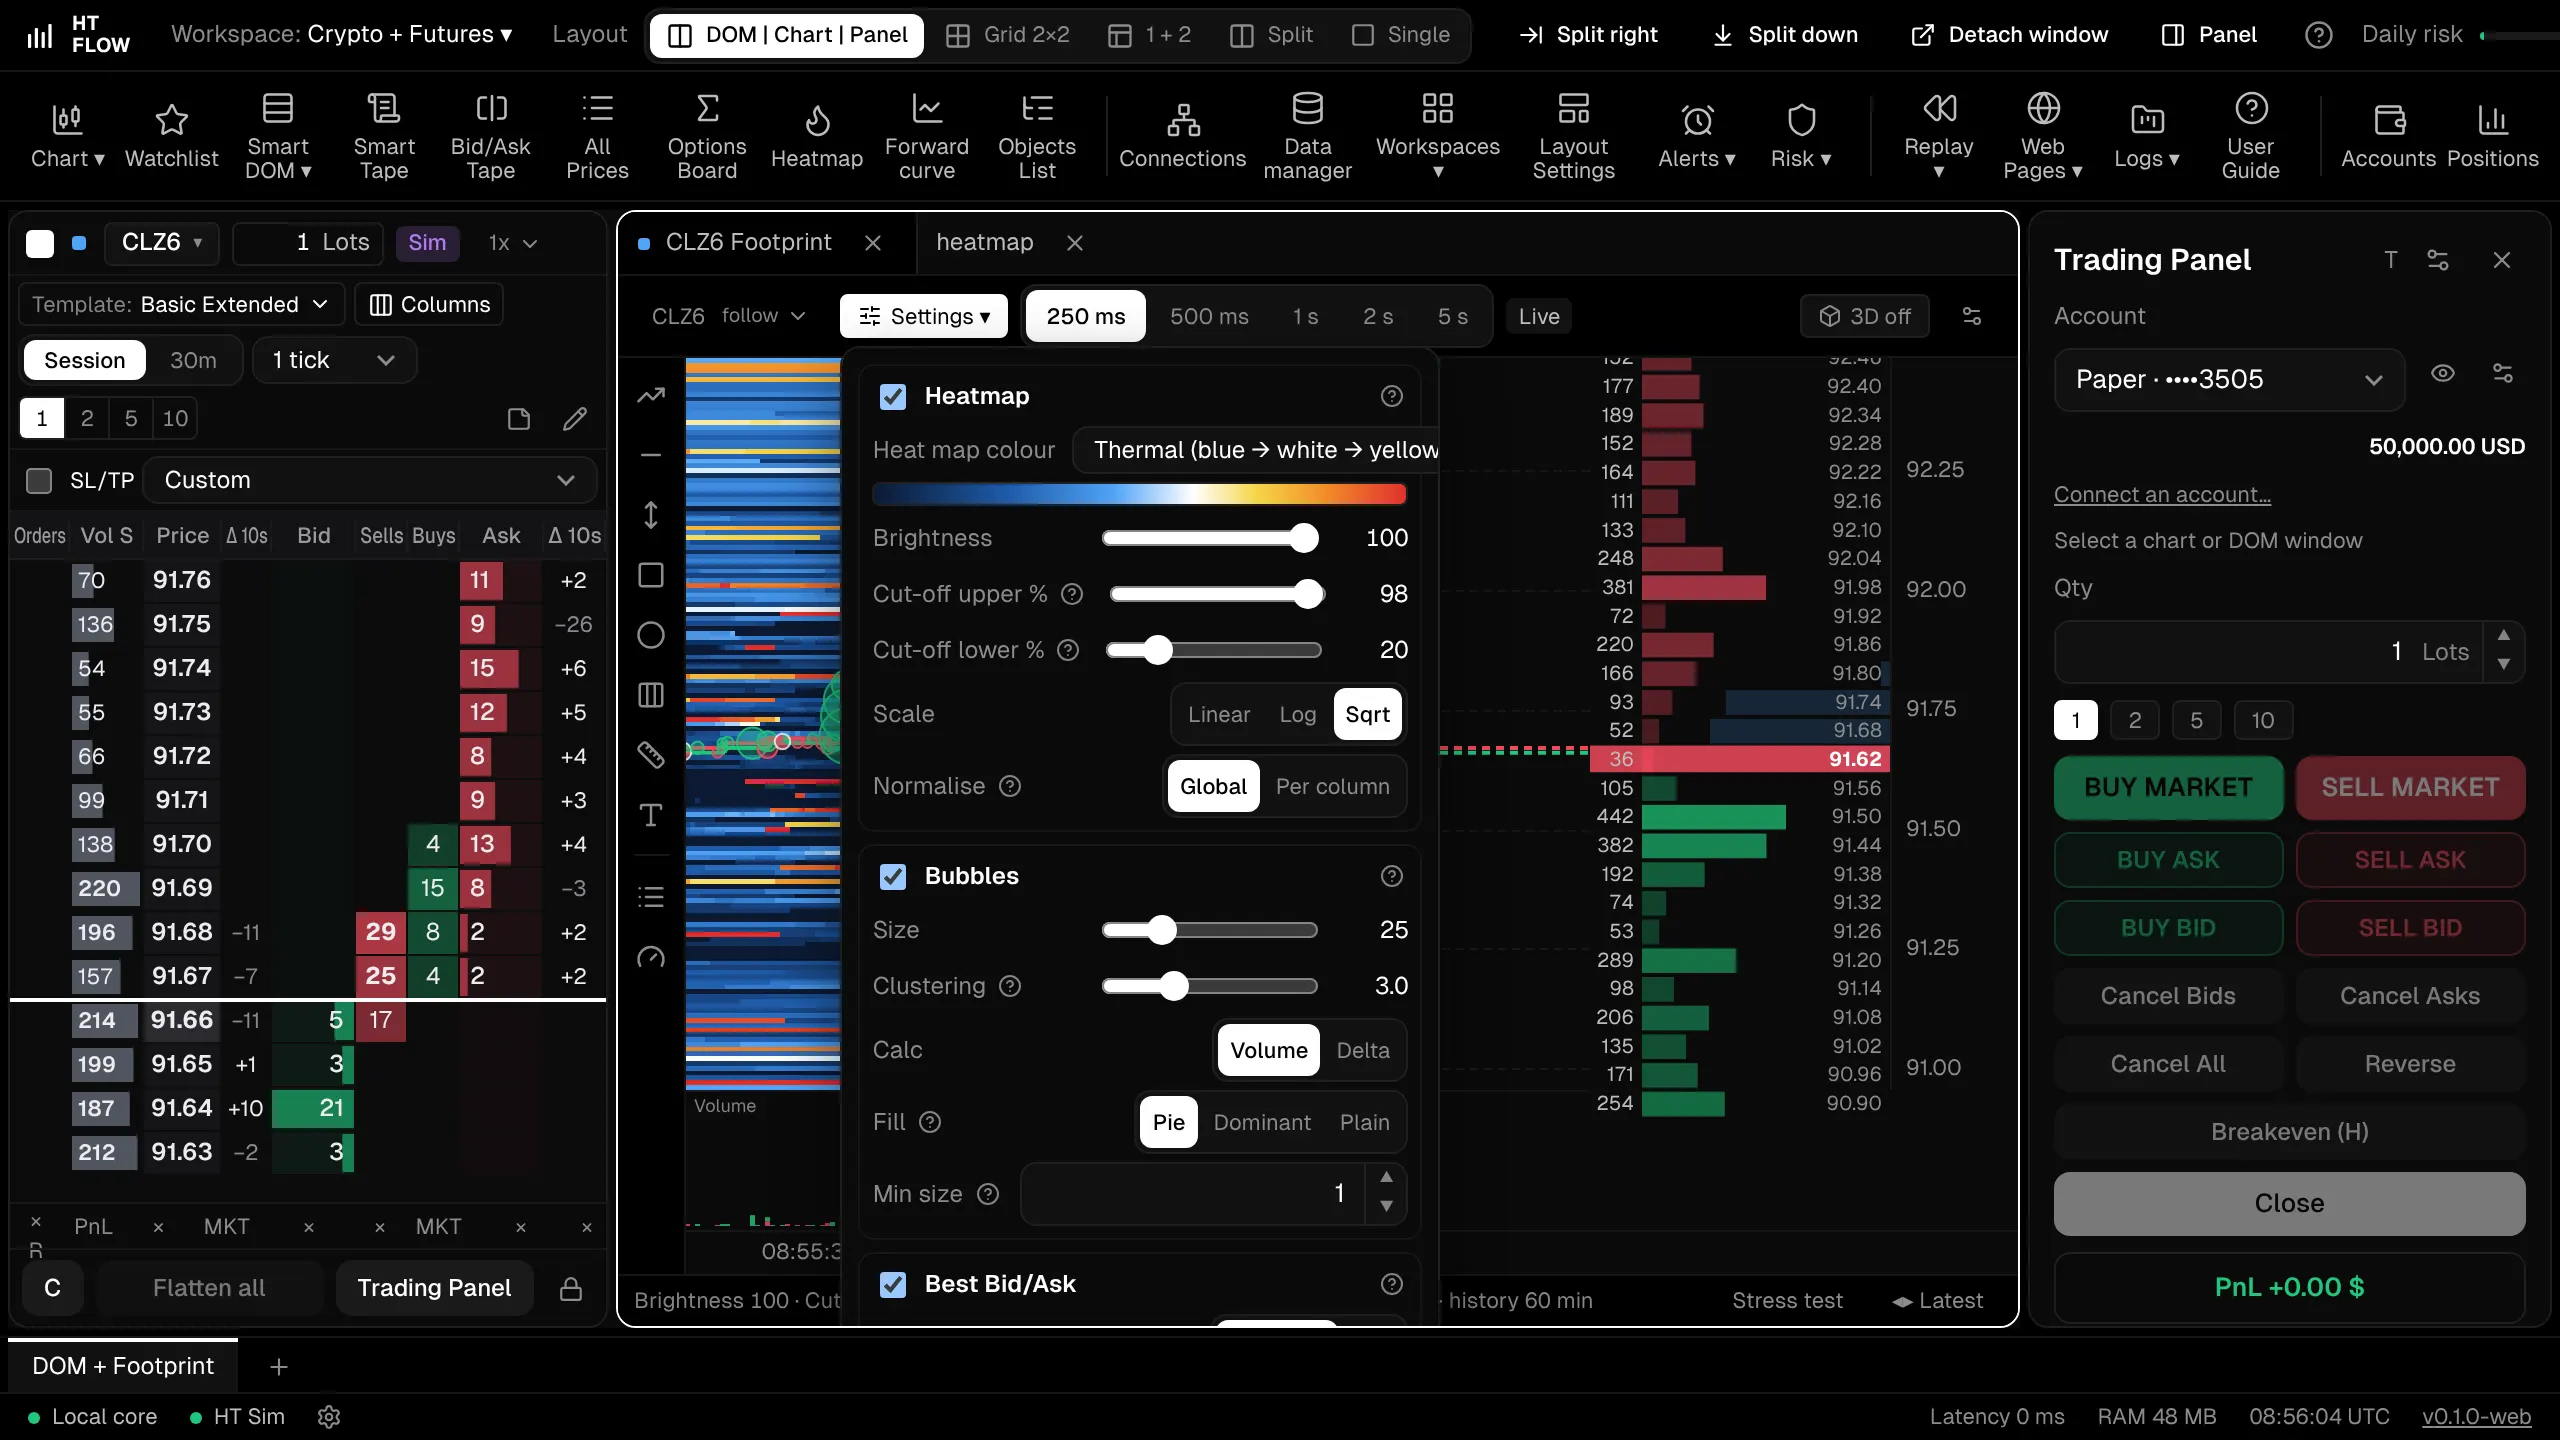 HT FLOW
Workspace: Crypto + Futures ▾
Layout
DOM | Chart | Panel
Grid 2×2
1 + 2
Split
Single
Split right
Split down
Detach window
Panel
Daily risk
Chart ▾
Watchlist
Smart DOM ▾
Smart Tape
Bid/Ask Tape
All Prices
Options Board
Heatmap
Forward curve
Objects List
Connections
Data manager
Workspaces ▾
Layout Settings
Alerts ▾
Risk ▾
Replay ▾
Web Pages ▾
Logs ▾
User Guide
Accounts
Positions
CLZ6 ▾
1 Lots
Sim
1x
Template: Basic Extended
Columns
Session
30m
1 tick
1 2 5 10
SL/TP
Custom
Orders Vol S Price Δ 10s Bid Sells Buys Ask Δ 10s
70 91.76 11 +2
136 91.75 9 −26
54 91.74 15 +6
55 91.73 12 +5
66 91.72 8 +4
99 91.71 9 +3
138 91.70 4 13 +4
220 91.69 15 8 −3
196 91.68 −11 29 8 2 +2
157 91.67 −7 25 4 2 +2
214 91.66 −11 5 17
199 91.65 +1 3
187 91.64 +10 21
212 91.63 −2 3
× PnL × MKT × × MKT × ×
C
Flatten all
Trading Panel
CLZ6 Footprint
heatmap
CLZ6 follow
Settings ▾
250 ms
500 ms
1 s
2 s
5 s
Live
3D off
Heatmap
Heat map colour
Thermal (blue → white → yellow
Brightness 100
Cut-off upper % 98
Cut-off lower % 20
Scale
Linear Log Sqrt
Normalise
Global Per column
Bubbles
Size 25
Clustering 3.0
Calc
Volume Delta
Fill
Pie Dominant Plain
Min size 1
Best Bid/Ask
Volume
08:55:3
Brightness 100 · Cut
history 60 min
Stress test
Latest
177 92.40
189 92.34
152 92.28
164 92.22
111 92.16
133 92.10
248 92.04
381 91.98
72 91.92
220 91.86
166 91.80
93 91.74
52 91.68
36 91.62
105 91.56
442 91.50
382 91.44
192 91.38
74 91.32
53 91.26
289 91.20
98 91.14
206 91.08
135 91.02
171 90.96
254 90.90
92.25
92.00
91.75
91.50
91.25
91.00
Trading Panel
T
Account
Paper · ••••3505
50,000.00 USD
Connect an account…
Select a chart or DOM window
Qty
1 Lots
1 2 5 10
BUY MARKET
SELL MARKET
BUY ASK
SELL ASK
BUY BID
SELL BID
Cancel Bids
Cancel Asks
Cancel All
Reverse
Breakeven (H)
Close
PnL +0.00 $
DOM + Footprint
+
Local core
HT Sim
Latency 0 ms
RAM 48 MB
08:56:04 UTC
v0.1.0-web